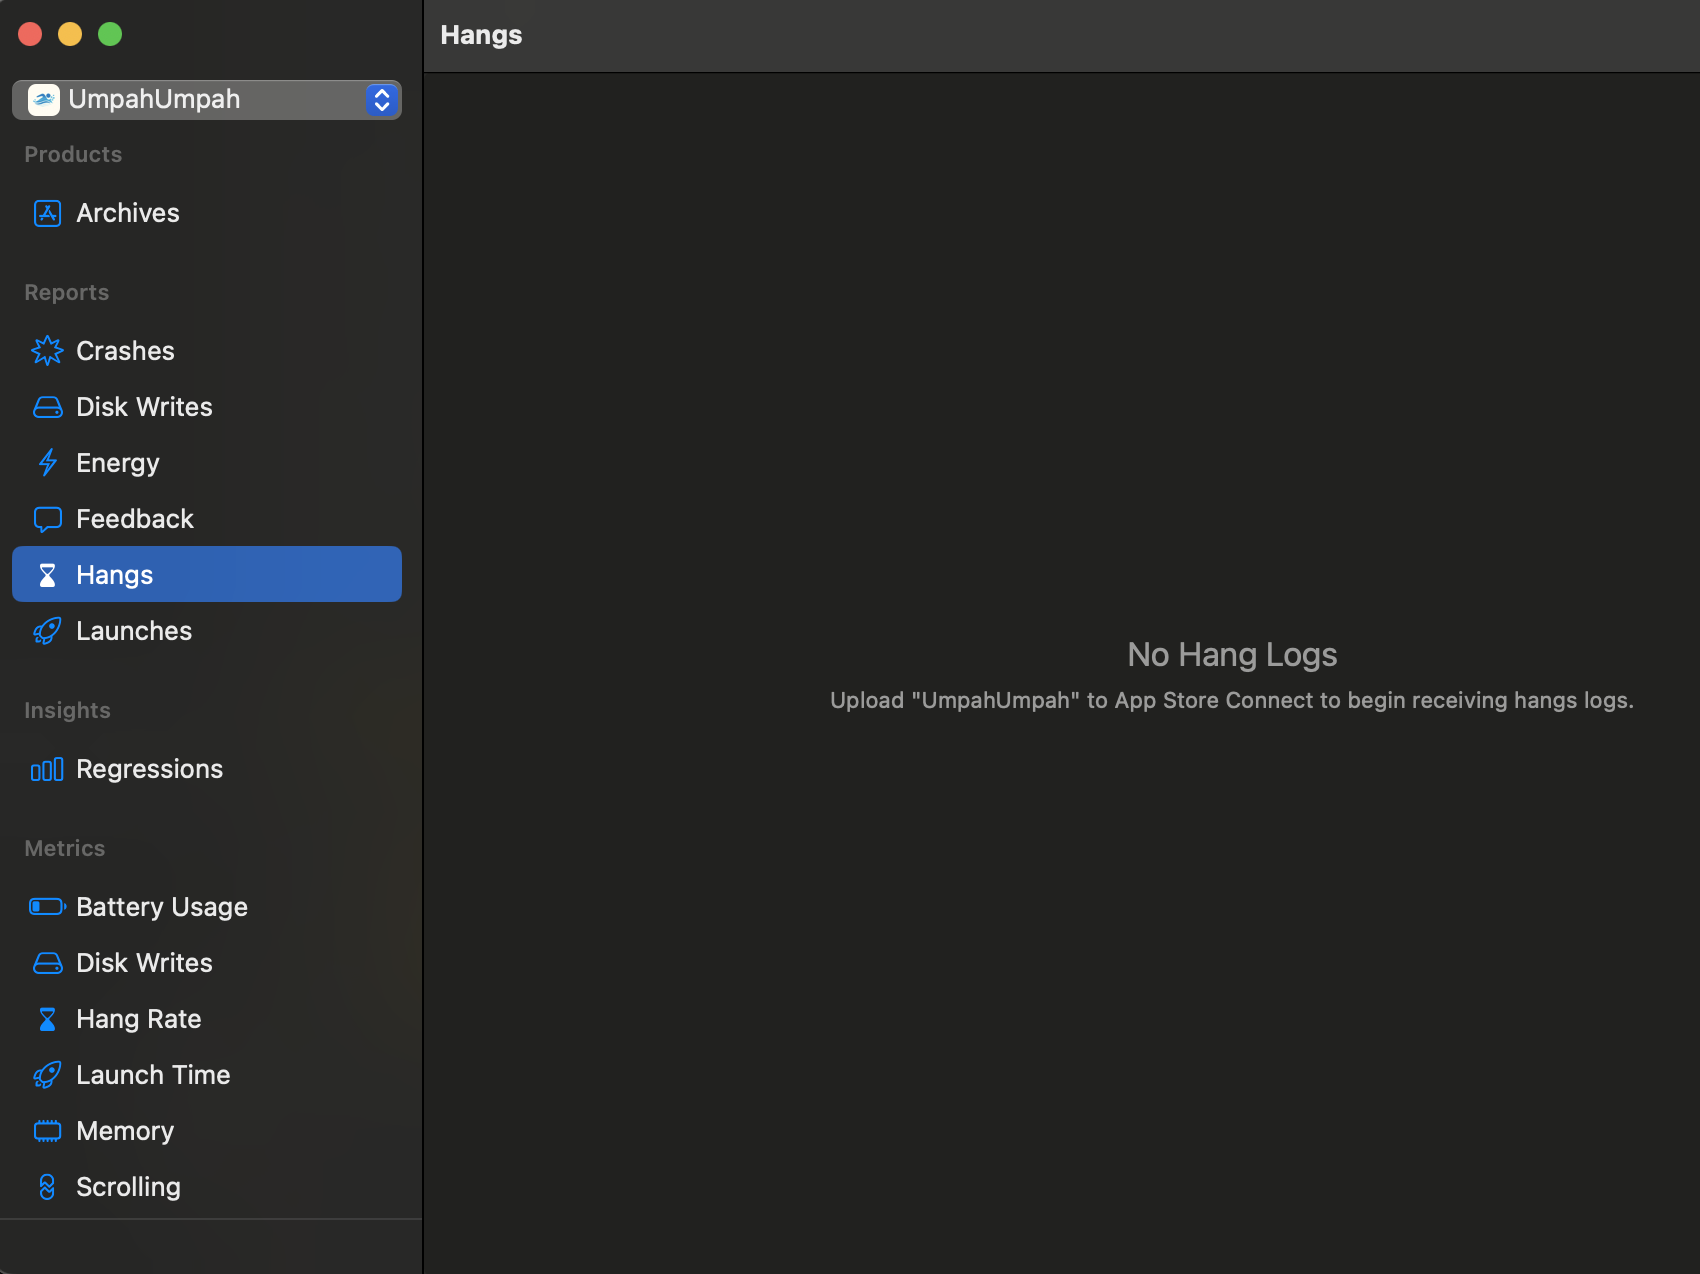 UmpahUmpah
Products
Archives
Reports
Crashes
Disk Writes
Energy
Feedback
Hangs
Launches
Insights
Regressions
Metrics
Battery Usage
Disk Writes
Hang Rate
Launch Time
Memory
Scrolling
Hangs
No Hang Logs
Upload "UmpahUmpah" to App Store Connect to begin receiving hangs logs.